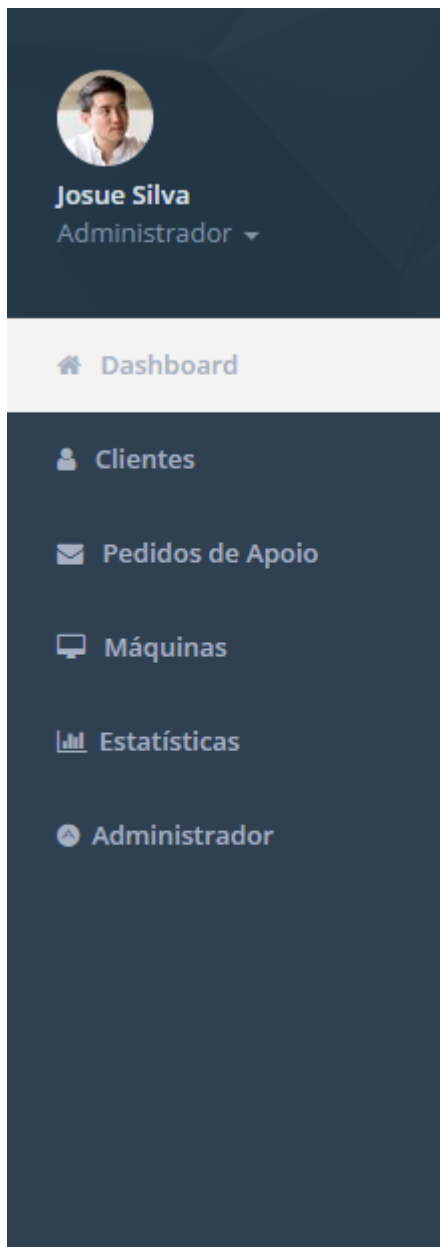 Josue Silva
Administrador
Dashboard
Clientes
Pedidos de Apoio
Máquinas
Estatísticas
Administrador